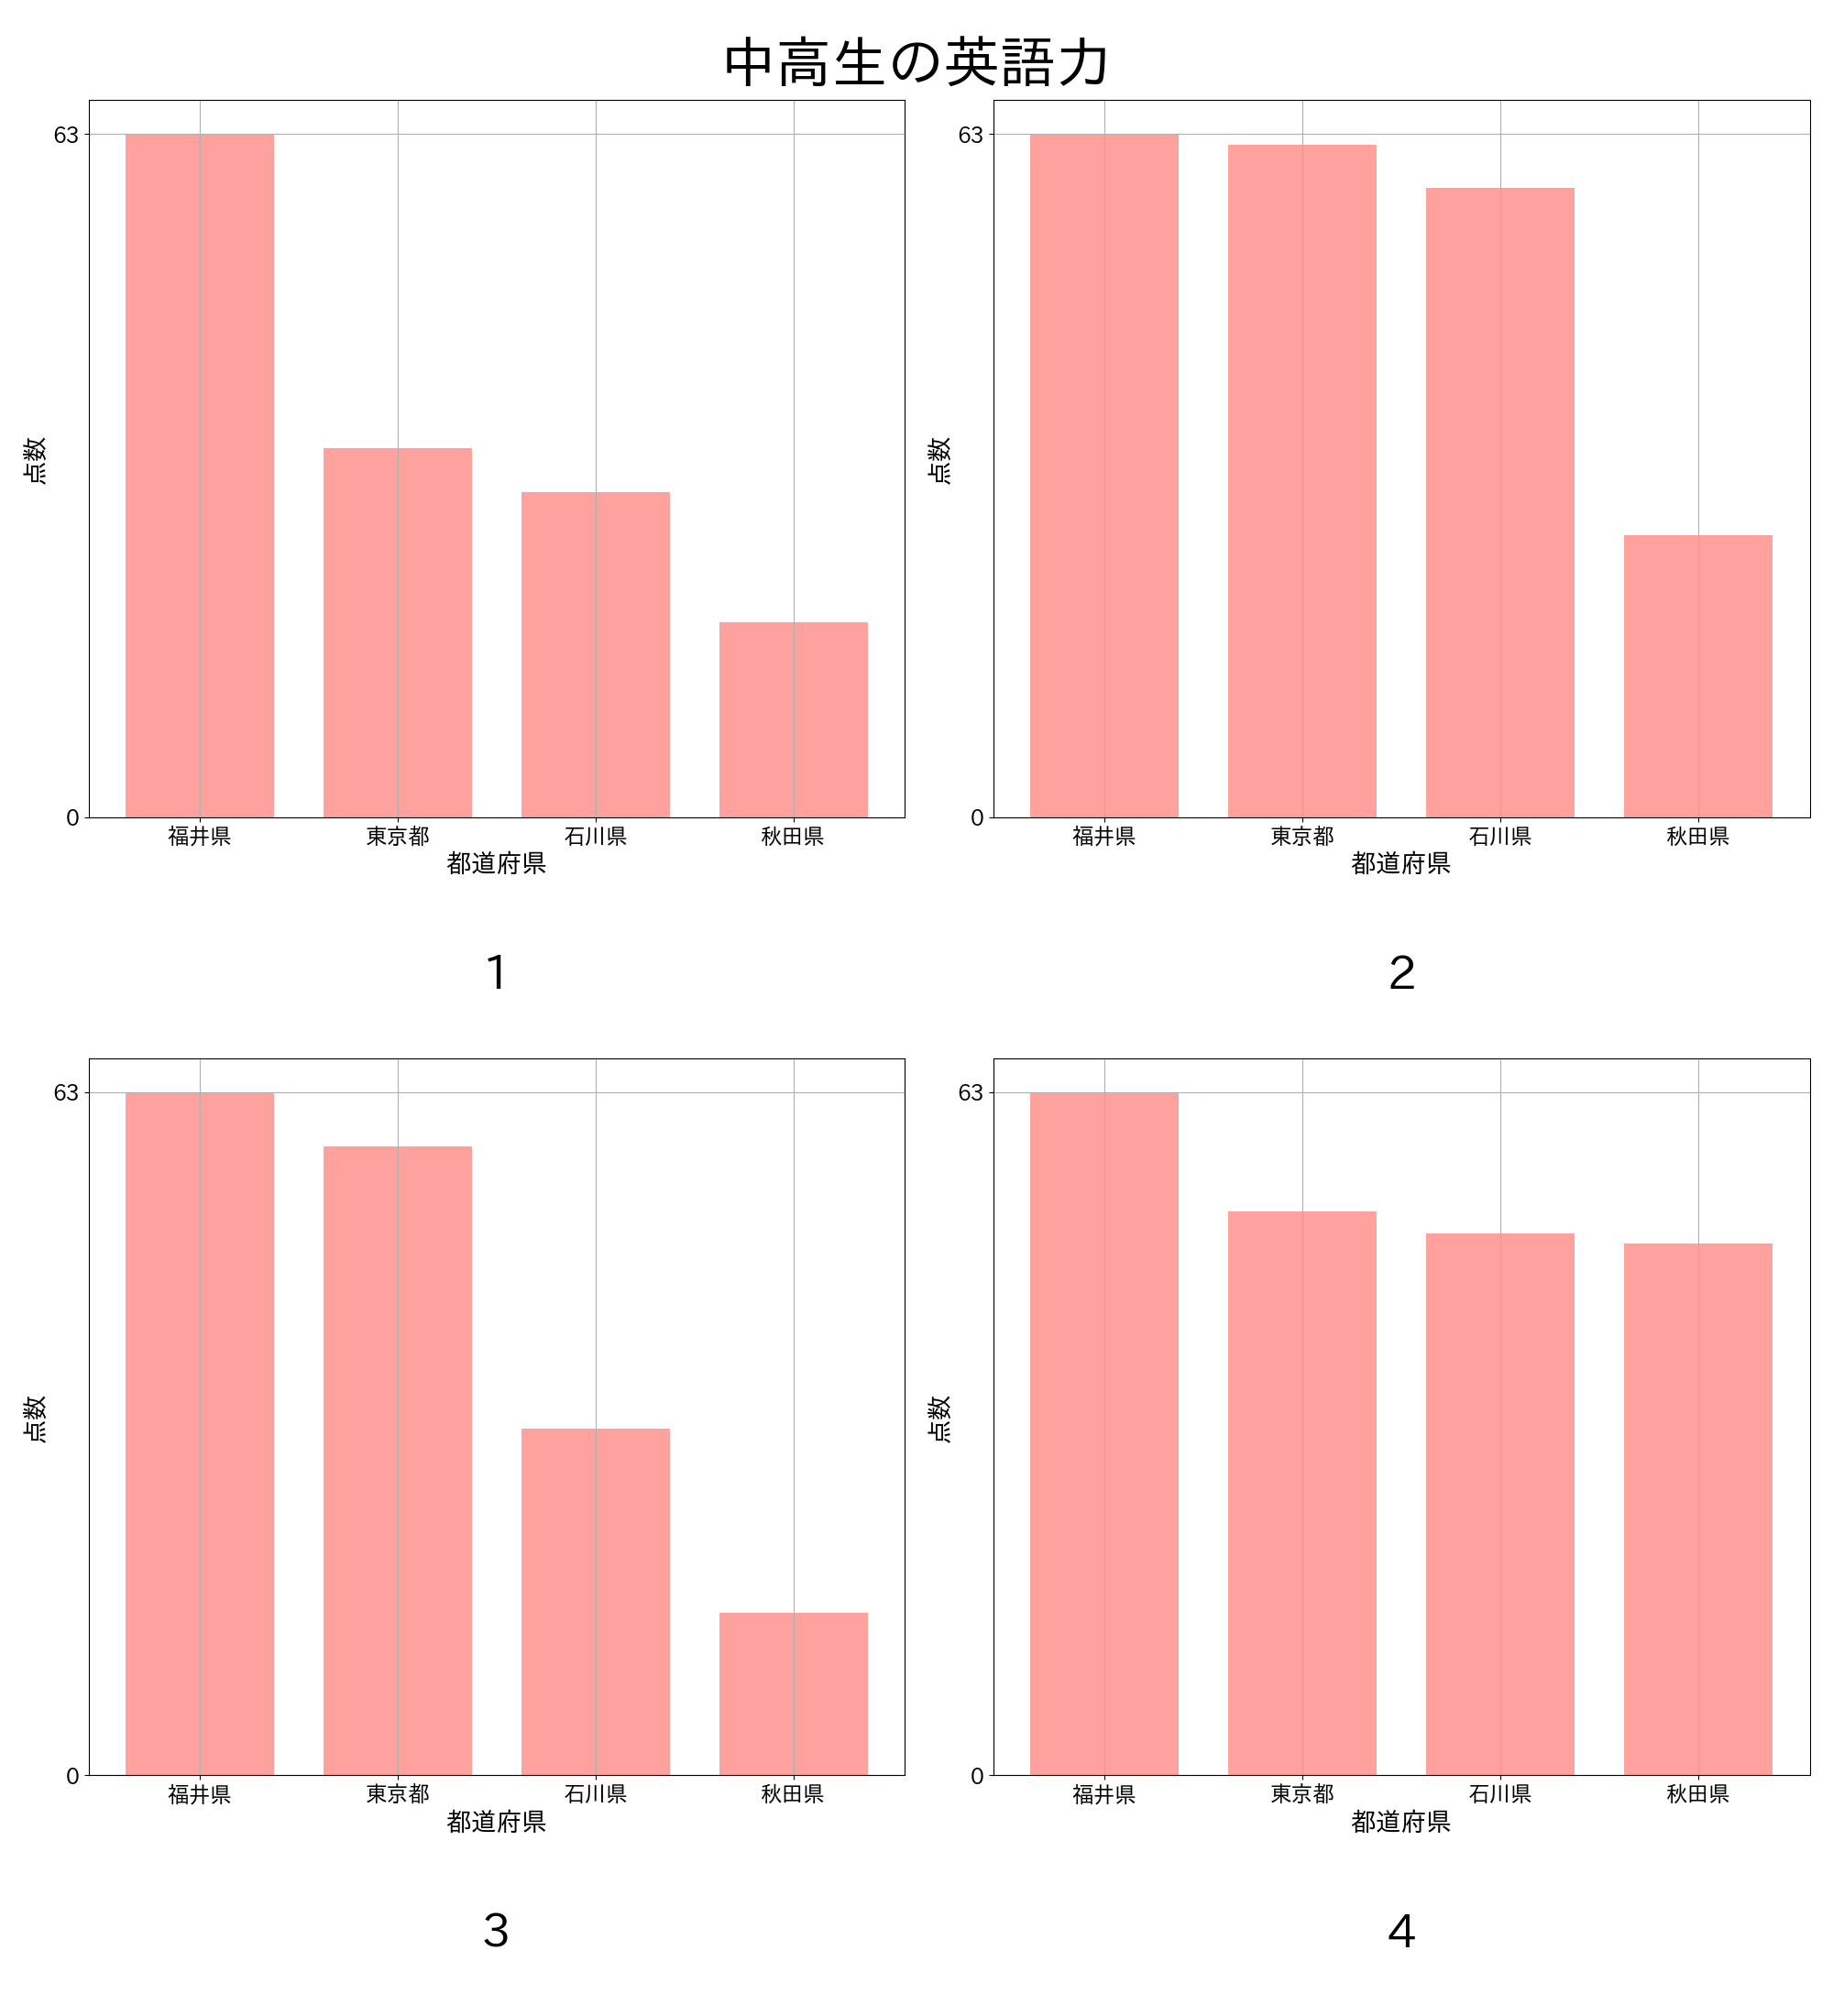 中高生の英語力
63
0
点数
福井県 東京都 石川県 秋田県
都道府県
1
63
0
点数
福井県 東京都 石川県 秋田県
都道府県
2
63
0
点数
福井県 東京都 石川県 秋田県
都道府県
3
63
0
点数
福井県 東京都 石川県 秋田県
都道府県
4